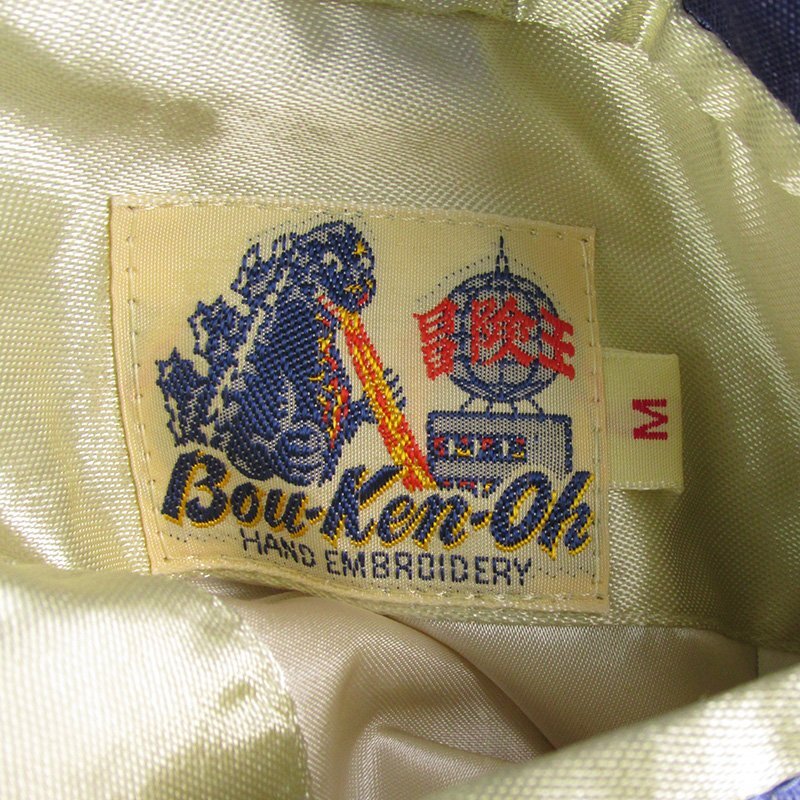 冒険王
M
Bou-Ken-Oh
HAND EMBROIDERY